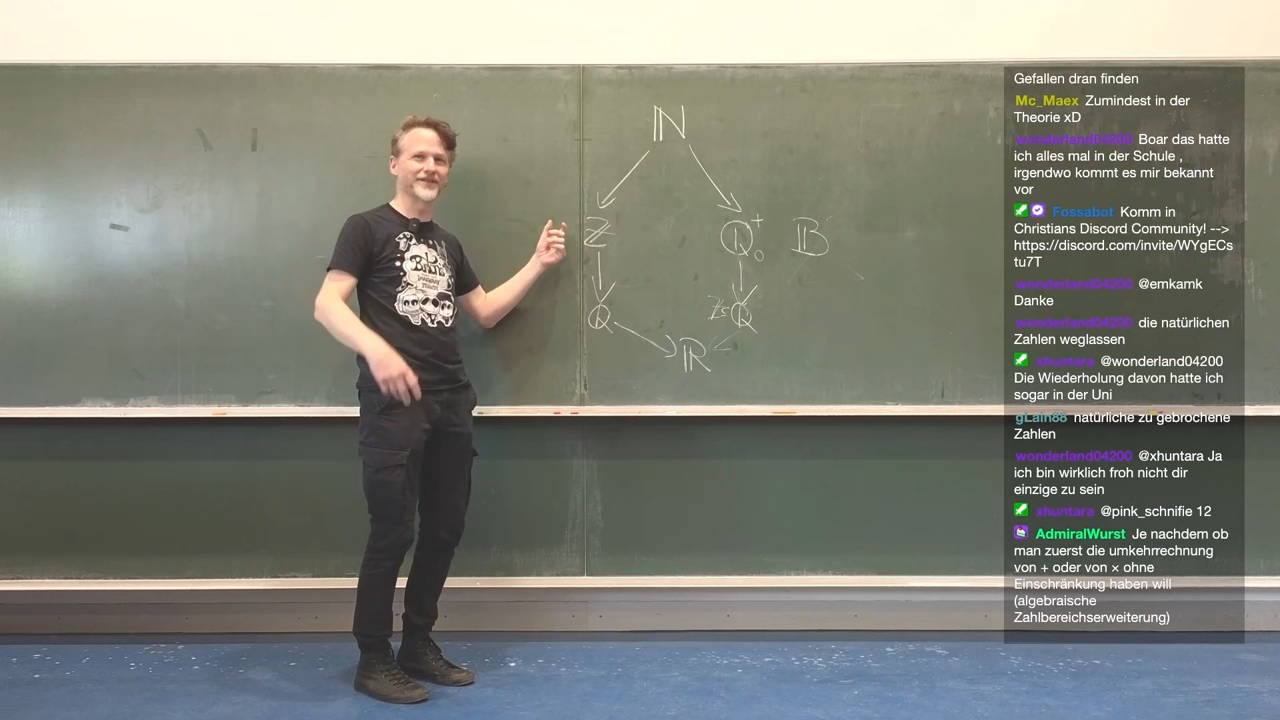 ℕ
ℤ ℚ₀⁺ 𝔹
ℚ ℤs ℚ
ℝ
Gefallen dran finden
Mc_Maex Zumindest in der
Theorie xD
wonderland04200 Boar das hatte
ich alles mal in der Schule ,
irgendwo kommt es mir bekannt
vor
Fossabot Komm in
Christians Discord Community! -->
https://discord.com/invite/WYgECs
tu7T
wonderland04200 @emkamk
Danke
wonderland04200 die natürlichen
Zahlen weglassen
xhuntara @wonderland04200
Die Wiederholung davon hatte ich
sogar in der Uni
gLain88 natürliche zu gebrochene
Zahlen
wonderland04200 @xhuntara Ja
ich bin wirklich froh nicht dir
einzige zu sein
xhuntara @pink_schnifie 12
AdmiralWurst Je nachdem ob
man zuerst die umkehrrechnung
von + oder von × ohne
Einschränkung haben will
(algebraische
Zahlbereichserweiterung)